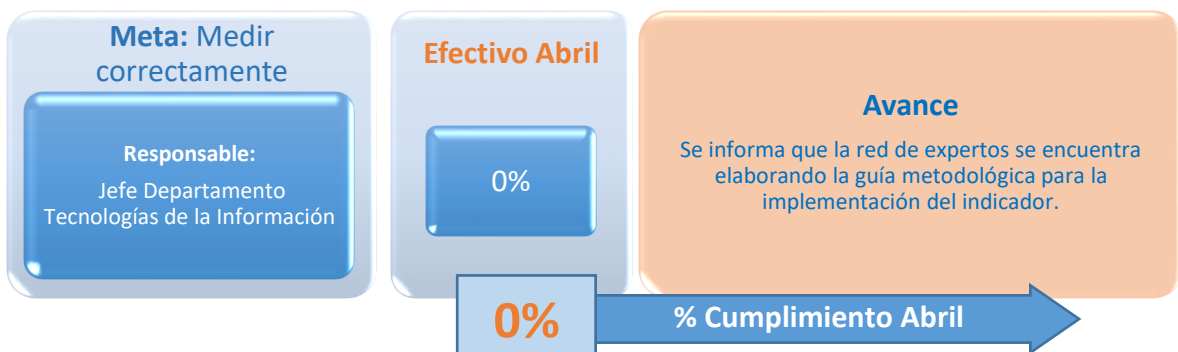 Meta: Medir
correctamente
Responsable:
Jefe Departamento
Tecnologías de la Información
Efectivo Abril
0%
Avance
Se informa que la red de expertos se encuentra
elaborando la guía metodológica para la
implementación del indicador.
0%
% Cumplimiento Abril